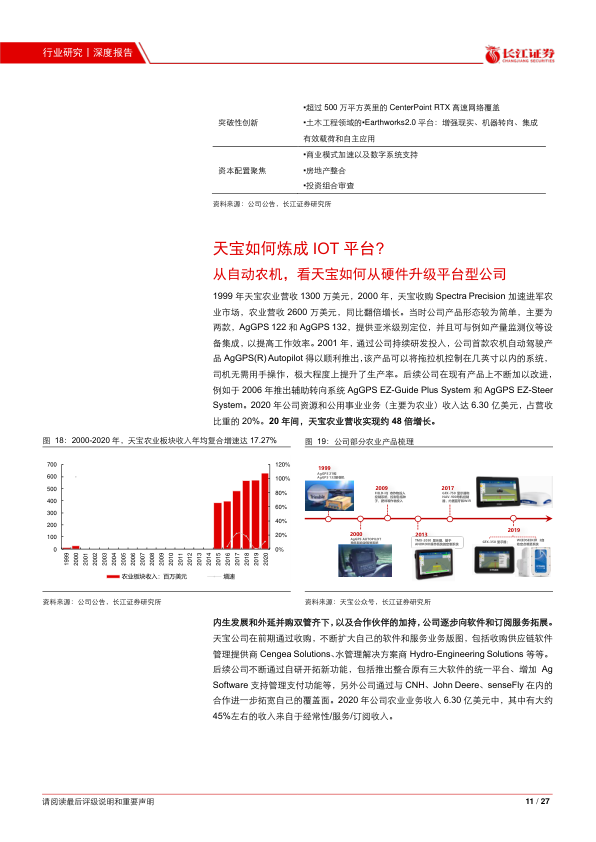 行业研究丨深度报告
长江证券
CHANGJIANG SECURITIES
•超过 500 万平方英里的 CenterPoint RTX 高速网络覆盖
突破性创新
•土木工程领域的•Earthworks2.0 平台：增强现实、机器转向、集成
有效载荷和自主应用
•商业模式加速以及数字系统支持
资本配置聚焦
•房地产整合
•投资组合审查
资料来源：公司公告，长江证券研究所
天宝如何炼成 IOT 平台？
从自动农机，看天宝如何从硬件升级平台型公司
1999 年天宝农业营收 1300 万美元，2000 年，天宝收购 Spectra Precision 加速进军农
业市场，农业营收 2600 万美元，同比翻倍增长。当时公司产品形态较为简单，主要为
两款，AgGPS 122 和 AgGPS 132，提供亚米级别定位，并且可与例如产量监测仪等设
备集成，以提高工作效率。2001 年，通过公司持续研发投入，公司首款农机自动驾驶产
品 AgGPS(R) Autopilot 得以顺利推出，该产品可以将拖拉机控制在几英寸以内的系统，
司机无需用手操作，极大程度上提升了生产率。后续公司在现有产品上不断加以改进，
例如于 2006 年推出辅助转向系统 AgGPS EZ-Guide Plus System 和 AgGPS EZ-Steer
System。2020 年公司资源和公用事业业务（主要为农业）收入达 6.30 亿美元，占营收
比重的 20%。20 年间，天宝农业营收实现约 48 倍增长。
图 18：2000-2020 年，天宝农业板块收入年均复合增速达 17.27%
700
600
500
400
300
200
100
0
120%
100%
80%
60%
40%
20%
0%
1999
2000
2001
2002
2003
2004
2005
2006
2007
2008
2009
2010
2011
2012
2013
2014
2015
2016
2017
2018
2019
2020
农业板块收入：百万美元
增速
资料来源：公司公告，长江证券研究所
图 19：公司部分农业产品梳理
1999
2009
2017
2000
AgGPS AUTOPILOT
2013
2019
资料来源：天宝公众号，长江证券研究所
内生发展和外延并购双管齐下，以及合作伙伴的加持，公司逐步向软件和订阅服务拓展。
天宝公司在前期通过收购，不断扩大自己的软件和服务业务版图，包括收购供应链软件
管理提供商 Cengea Solutions、水管理解决方案商 Hydro-Engineering Solutions 等等。
后续公司不断通过自研开拓新功能，包括推出整合原有三大软件的统一平台、增加 Ag
Software 支持管理支付功能等，另外公司通过与 CNH、John Deere、senseFly 在内的
合作进一步拓宽自己的覆盖面。2020 年公司农业业务收入 6.30 亿美元中，其中有大约
45%左右的收入来自于经常性/服务/订阅收入。
请阅读最后评级说明和重要声明
11 / 27